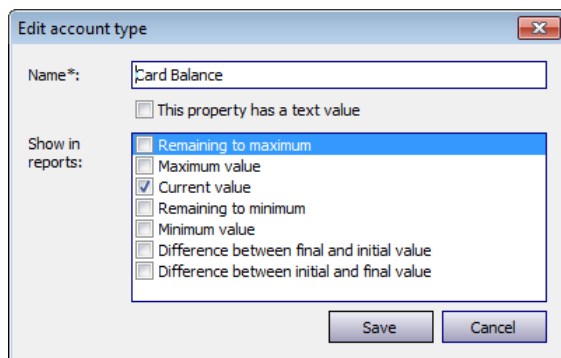 Edit account type
Name*: Card Balance
This property has a text value
Show in reports:
Remaining to maximum
Maximum value
Current value
Remaining to minimum
Minimum value
Difference between final and initial value
Difference between initial and final value
Save Cancel